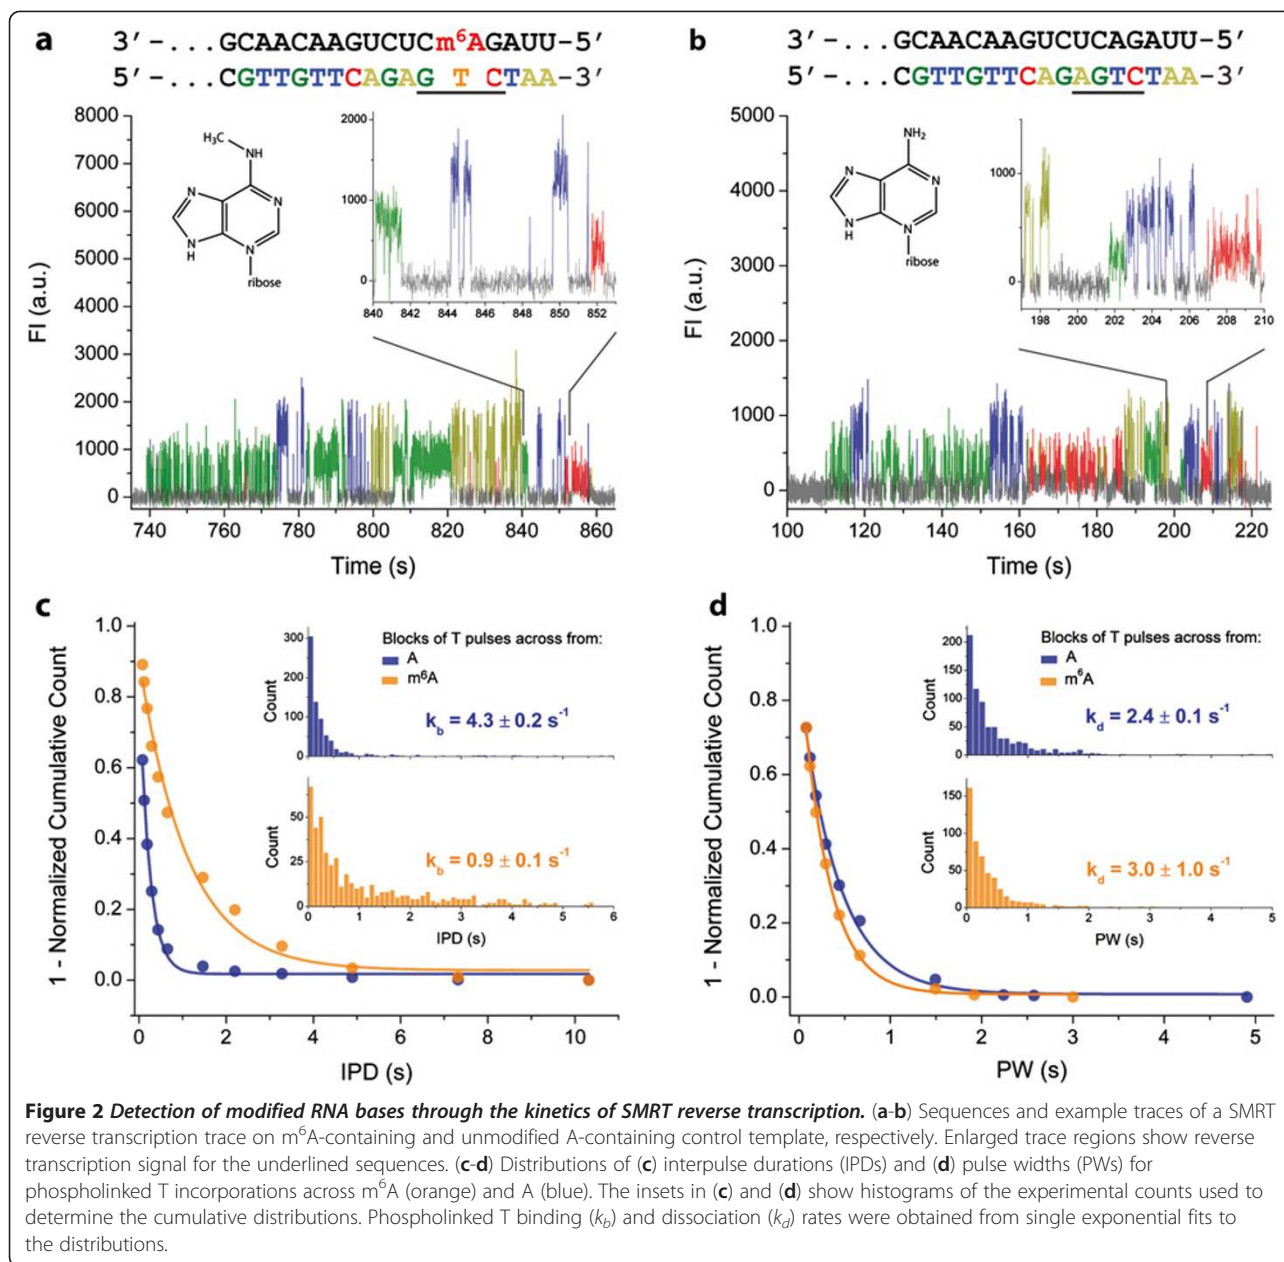 a
3′-...GCAACAAGUCUCm⁶AGAUU-5′
5′-...CGTTGTTCAGAG T CTAA-3′
8000
7000
6000
5000
4000
3000
2000
1000
0
FI (a.u.)
740 760 780 800 820 840 860
Time (s)
H₃C
NH
N
N
N
H
N
ribose
2000
1000
0
840 842 844 846 848 850 852
b
3′-...GCAACAAGUCUCAGAUU-5′
5′-...CGTTGTTCAGAGTCTAA-3′
5000
4000
3000
2000
1000
0
FI (a.u.)
100 120 140 160 180 200 220
Time (s)
NH₂
N
N
N
H
N
ribose
1000
0
198 200 202 204 206 208 210
c
1.0
0.8
0.6
0.4
0.2
0.0
1 - Normalized Cumulative Count
0 2 4 6 8 10
IPD (s)
300
200
100
0
Count
Blocks of T pulses across from:
A
m⁶A
k_b = 4.3 ± 0.2 s⁻¹
50
25
0
Count
k_b = 0.9 ± 0.1 s⁻¹
0 1 2 3 4 5 6
IPD (s)
d
1.0
0.8
0.6
0.4
0.2
0.0
1 - Normalized Cumulative Count
0 1 2 3 4 5
PW (s)
200
150
100
50
0
Count
Blocks of T pulses across from:
A
m⁶A
k_d = 2.4 ± 0.1 s⁻¹
150
100
50
0
Count
k_d = 3.0 ± 1.0 s⁻¹
0 1 2 3 4 5
PW (s)
Figure 2 Detection of modified RNA bases through the kinetics of SMRT reverse transcription. (a-b) Sequences and example traces of a SMRT
reverse transcription trace on m⁶A-containing and unmodified A-containing control template, respectively. Enlarged trace regions show reverse
transcription signal for the underlined sequences. (c-d) Distributions of (c) interpulse durations (IPDs) and (d) pulse widths (PWs) for
phospholinked T incorporations across m⁶A (orange) and A (blue). The insets in (c) and (d) show histograms of the experimental counts used to
determine the cumulative distributions. Phospholinked T binding (k_b) and dissociation (k_d) rates were obtained from single exponential fits to
the distributions.